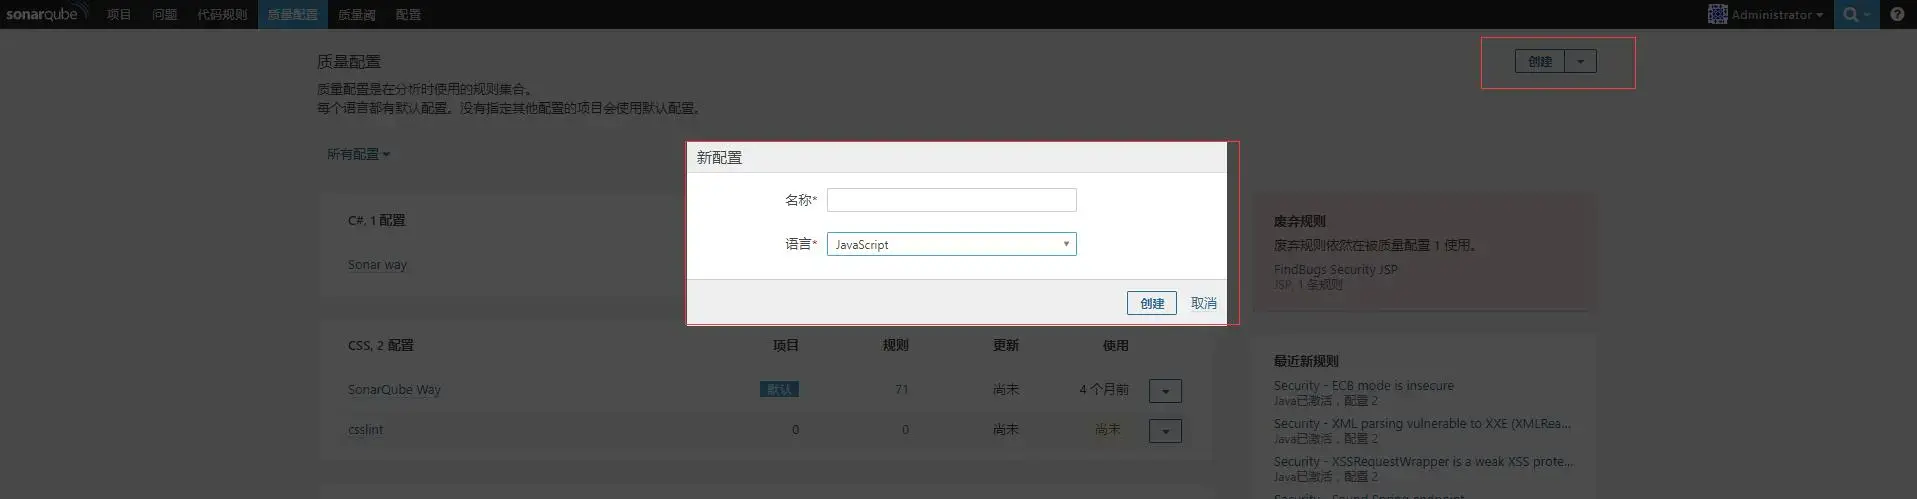 sonarqube 项目 问题 代码规则 质量配置 质量阈 配置 Administrator
质量配置
创建
质量配置是在分析时使用的规则集合。
每个语言都有默认配置。没有指定其他配置的项目会使用默认配置。
所有配置
新配置
名称*
语言* JavaScript
创建 取消
C#, 1 配置
Sonar way
CSS, 2 配置 项目 规则 更新 使用
SonarQube Way 默认 71 尚未 4 个月前
csslint 0 0 尚未 尚未
废弃规则
废弃规则依然在被质量配置 1 使用。
FindBugs Security JSP
JSP, 1 条规则
最近新规则
Security - ECB mode is insecure
Java已激活，配置 2
Security - XML parsing vulnerable to XXE (XMLRea...
Java已激活，配置 2
Security - XSSRequestWrapper is a weak XSS prote...
Java已激活，配置 2
Security - Found Spring endpoint